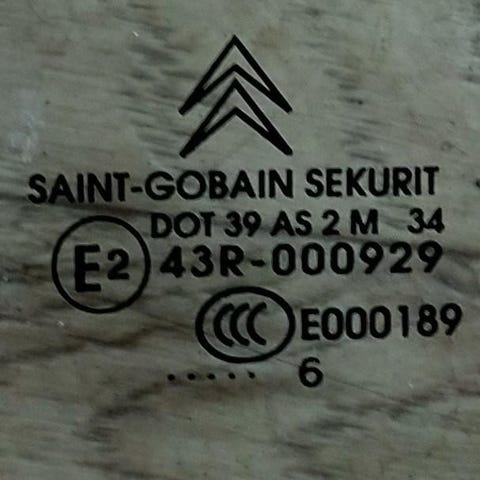 SAINT-GOBAIN SEKURIT
DOT 39 AS 2 M 34
E2 43R-000929
CCC E000189
..... 6